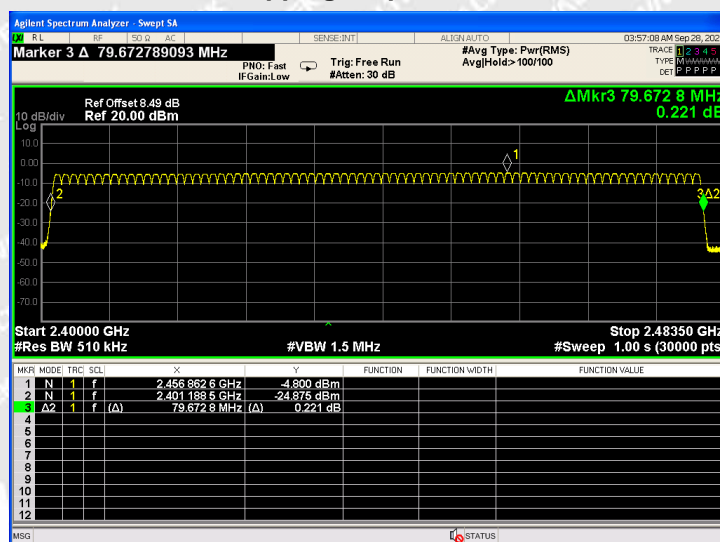 Agilent Spectrum Analyzer - Swept SA
LXI RL RF 50 Ω AC SENSE:INT ALIGN AUTO 03:57:08 AM Sep 28, 202
Marker 3 Δ 79.672789093 MHz
PNO: Fast
IFGain:Low
Trig: Free Run
#Atten: 30 dB
#Avg Type: Pwr(RMS)
Avg|Hold:>100/100
TRACE 1 2 3 4 5
TYPE M
DET P P P P P
ΔMkr3 79.672 8 MHz
0.221 dB
Ref Offset 8.49 dB
10 dB/div Ref 20.00 dBm
Log
10.0
0.00
-10.0
-20.0
-30.0
-40.0
-50.0
-60.0
-70.0
1
2
3Δ2
Start 2.40000 GHz Stop 2.48350 GHz
#Res BW 510 kHz #VBW 1.5 MHz #Sweep 1.00 s (30000 pts
MKR MODE TRC SCL X Y FUNCTION FUNCTION WIDTH FUNCTION VALUE
1 N 1 f 2.456 862 6 GHz -4.800 dBm
2 N 1 f 2.401 188 5 GHz -24.875 dBm
3 Δ2 1 f (Δ) 79.672 8 MHz (Δ) 0.221 dB
4
5
6
7
8
9
10
11
12
MSG STATUS